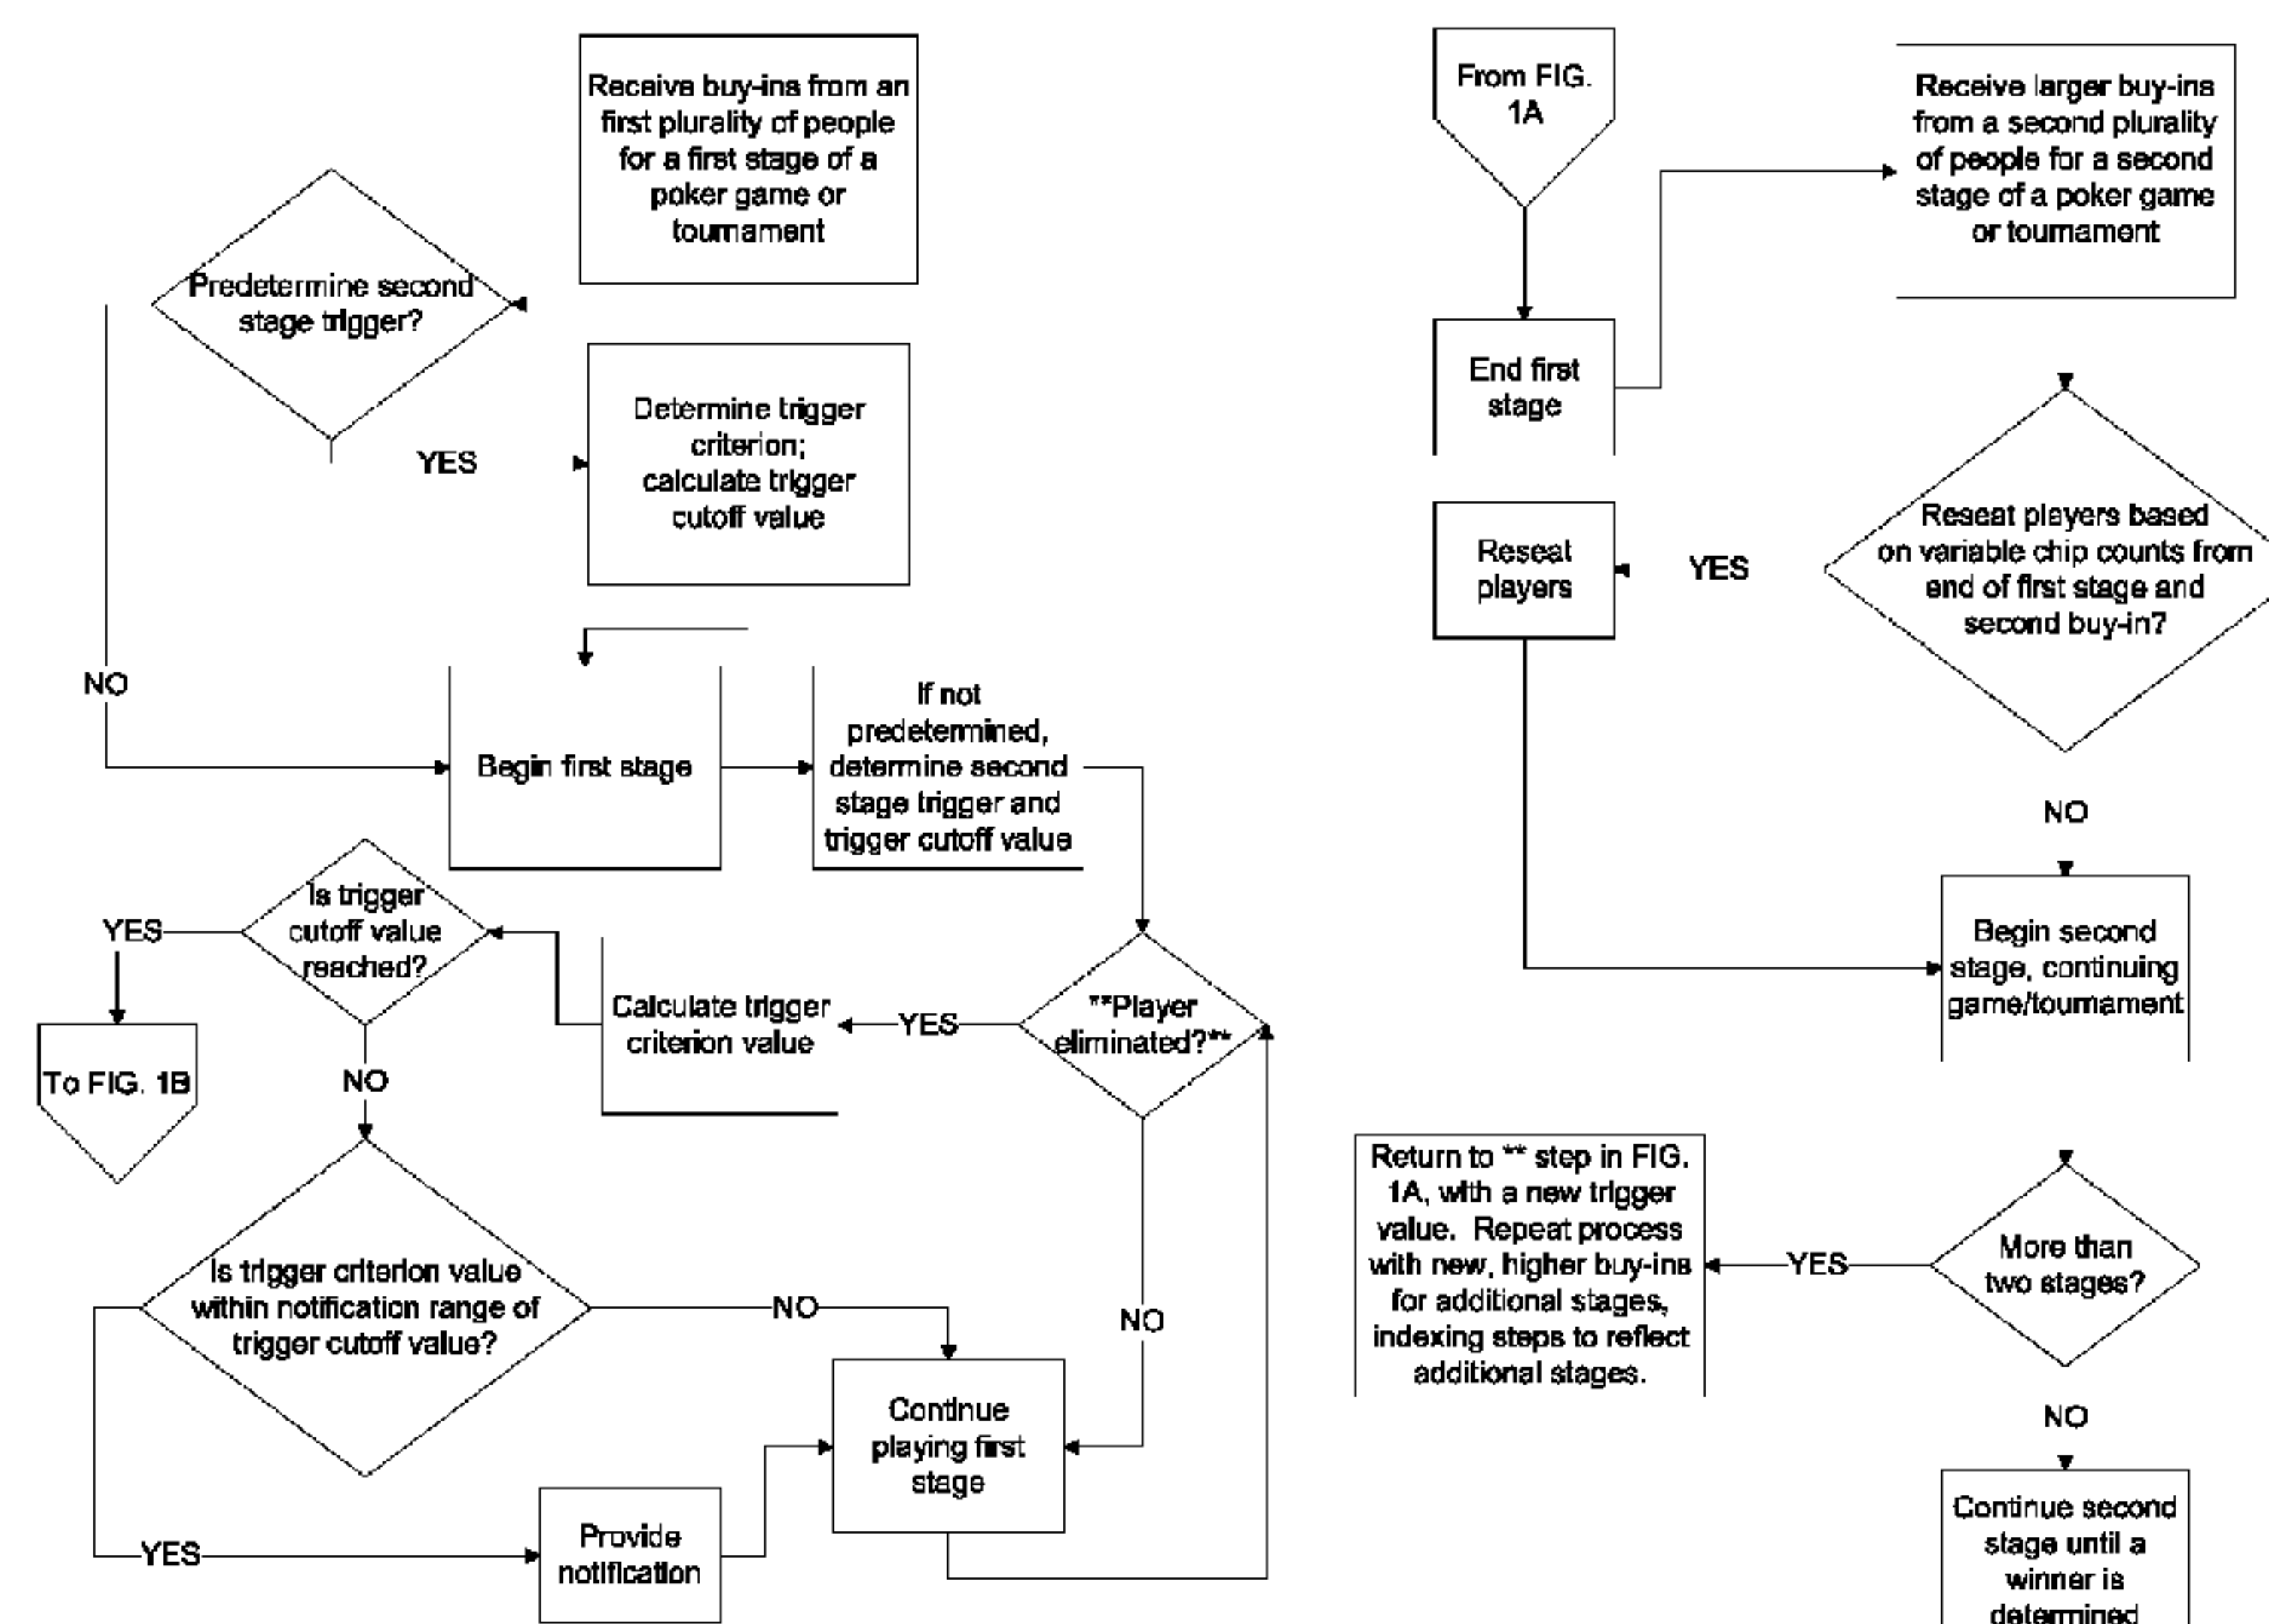 Receive buy-ins from an
first plurality of people
for a first stage of a
poker game or
tournament
Predetermine second
stage trigger?
YES
Determine trigger
criterion;
calculate trigger
cutoff value
NO
Begin first stage
If not
predetermined,
determine second
stage trigger and
trigger cutoff value
Is trigger
cutoff value
reached?
YES
To FIG. 1B
NO
Calculate trigger
criterion value
YES
**Player
eliminated?**
NO
Is trigger criterion value
within notification range of
trigger cutoff value?
NO
YES
Provide
notification
Continue
playing first
stage
From FIG.
1A
End first
stage
Receive larger buy-ins
from a second plurality
of people for a second
stage of a poker game
or tournament
Reseat players based
on variable chip counts from
end of first stage and
second buy-in?
YES
Reseat
players
NO
Begin second
stage, continuing
game/tournament
More than
two stages?
YES
Return to ** step in FIG.
1A, with a new trigger
value. Repeat process
with new, higher buy-ins
for additional stages,
indexing steps to reflect
additional stages.
NO
Continue second
stage until a
winner is
determined